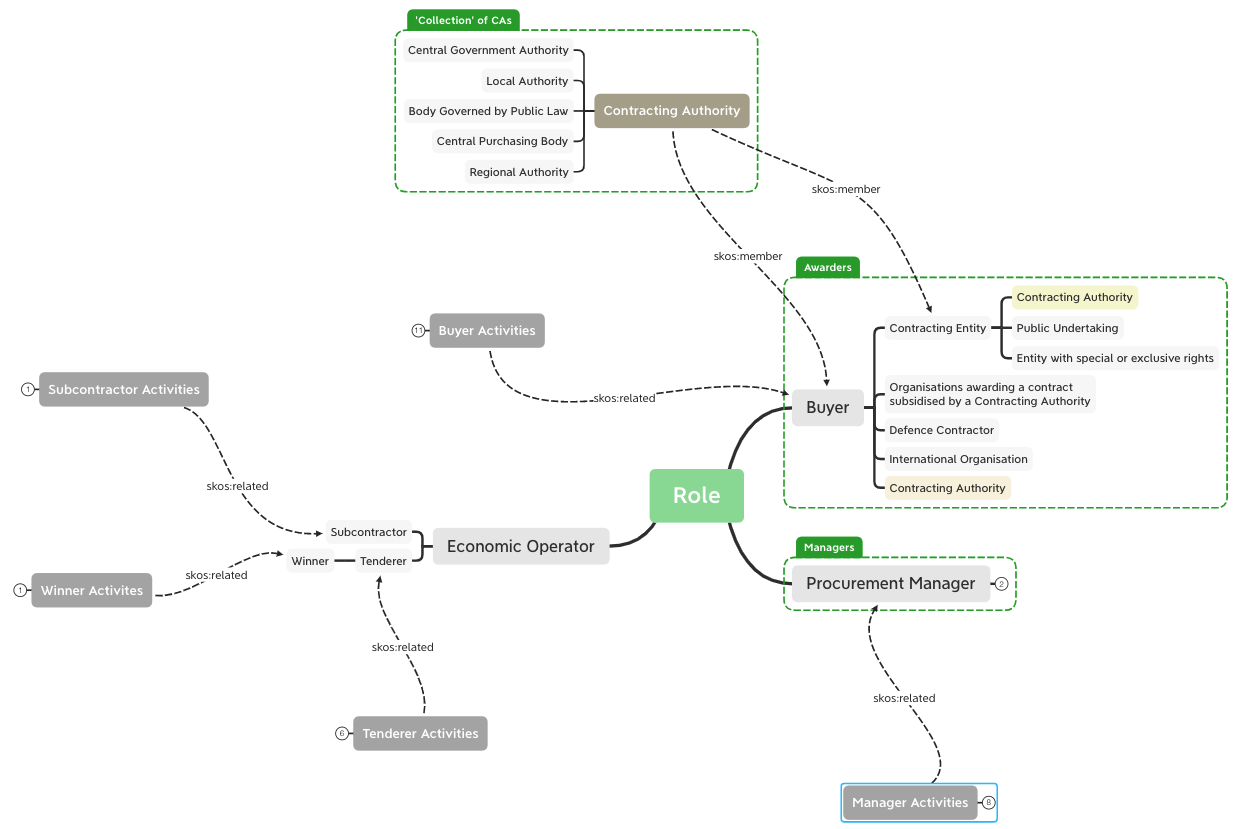 'Collection' of CAs
Central Government Authority
Local Authority
Body Governed by Public Law
Central Purchasing Body
Regional Authority
Contracting Authority
skos:member
skos:member
Awarders
Contracting Entity
Contracting Authority
Public Undertaking
Entity with special or exclusive rights
Buyer
Organisations awarding a contract
subsidised by a Contracting Authority
Defence Contractor
International Organisation
Contracting Authority
11
Buyer Activities
skos:related
1
Subcontractor Activities
skos:related
Role
Subcontractor
Economic Operator
Winner
Tenderer
1
Winner Activites
skos:related
Managers
Procurement Manager
2
skos:related
6
Tenderer Activities
skos:related
Manager Activities
8